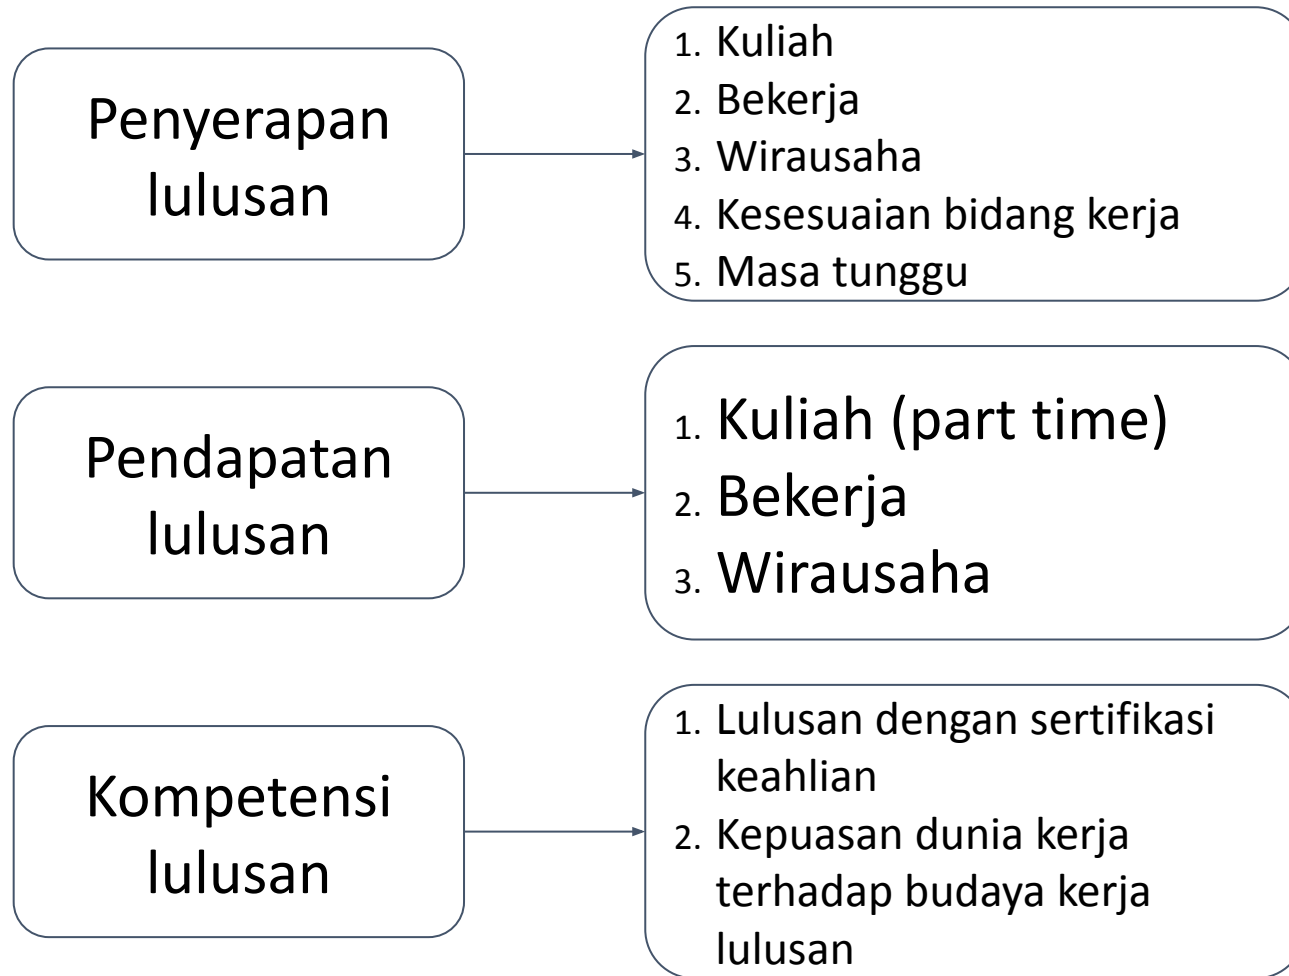 Penyerapan
lulusan
1. Kuliah
2. Bekerja
3. Wirausaha
4. Kesesuaian bidang kerja
5. Masa tunggu
Pendapatan
lulusan
1. Kuliah (part time)
2. Bekerja
3. Wirausaha
Kompetensi
lulusan
1. Lulusan dengan sertifikasi
keahlian
2. Kepuasan dunia kerja
terhadap budaya kerja
lulusan